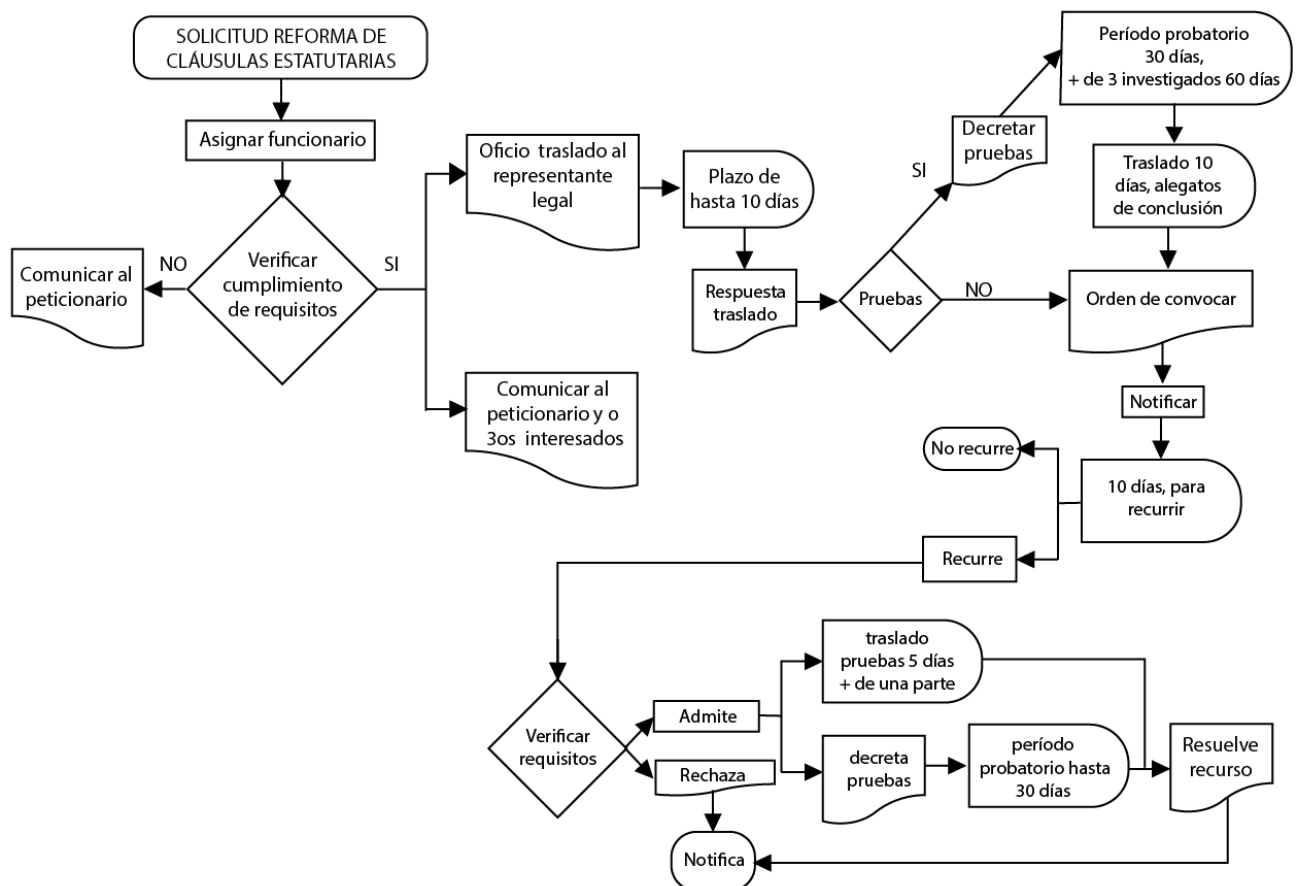 SOLICITUD REFORMA DE
CLÁUSULAS ESTATUTARIAS
Asignar funcionario
Verificar
cumplimiento
de requisitos
NO
Comunicar al
peticionario
SI
Oficio traslado al
representante
legal
Comunicar al
peticionario y o
3os interesados
Plazo de
hasta 10 días
Respuesta
traslado
Pruebas
SI
Decretar
pruebas
Período probatorio
30 días,
+ de 3 investigados 60 días
Traslado 10
días, alegatos
de conclusión
NO
Orden de convocar
Notificar
10 días, para
recurrir
No recurre
Recurre
Verificar
requisitos
Admite
Rechaza
traslado
pruebas 5 días
+ de una parte
decreta
pruebas
período
probatorio hasta
30 días
Resuelve
recurso
Notifica